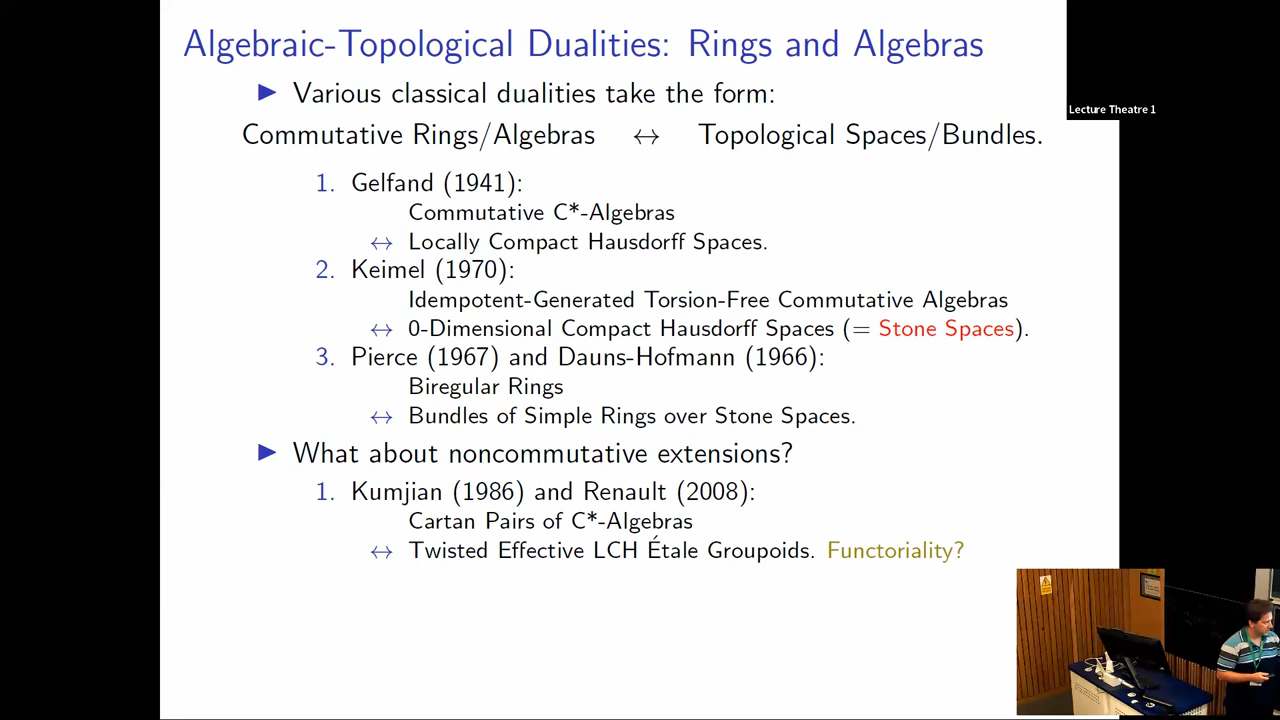 Algebraic-Topological Dualities: Rings and Algebras
▶ Various classical dualities take the form:
Commutative Rings/Algebras ↔ Topological Spaces/Bundles.
Lecture Theatre 1
1. Gelfand (1941):
Commutative C*-Algebras
↔ Locally Compact Hausdorff Spaces.
2. Keimel (1970):
Idempotent-Generated Torsion-Free Commutative Algebras
↔ 0-Dimensional Compact Hausdorff Spaces (= Stone Spaces).
3. Pierce (1967) and Dauns-Hofmann (1966):
Biregular Rings
↔ Bundles of Simple Rings over Stone Spaces.
▶ What about noncommutative extensions?
1. Kumjian (1986) and Renault (2008):
Cartan Pairs of C*-Algebras
↔ Twisted Effective LCH Étale Groupoids. Functoriality?